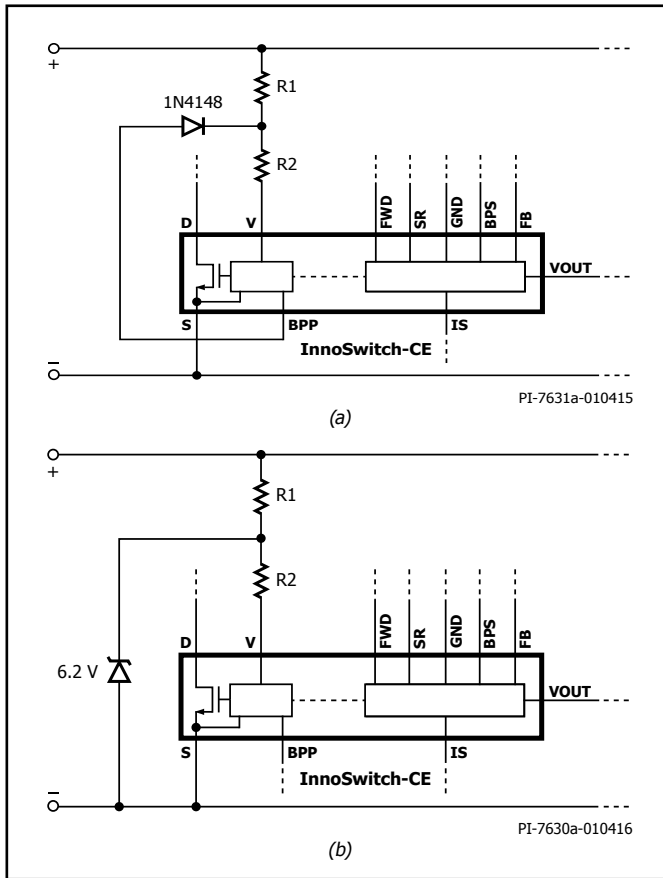 +
R1
1N4148
R2
D
V
FWD
SR
GND
BPS
FB
VOUT
S
BPP
IS
InnoSwitch-CE
−
PI-7631a-010415
(a)
+
R1
R2
D
V
FWD
SR
GND
BPS
FB
6.2 V
VOUT
S
BPP
IS
InnoSwitch-CE
−
PI-7630a-010416
(b)